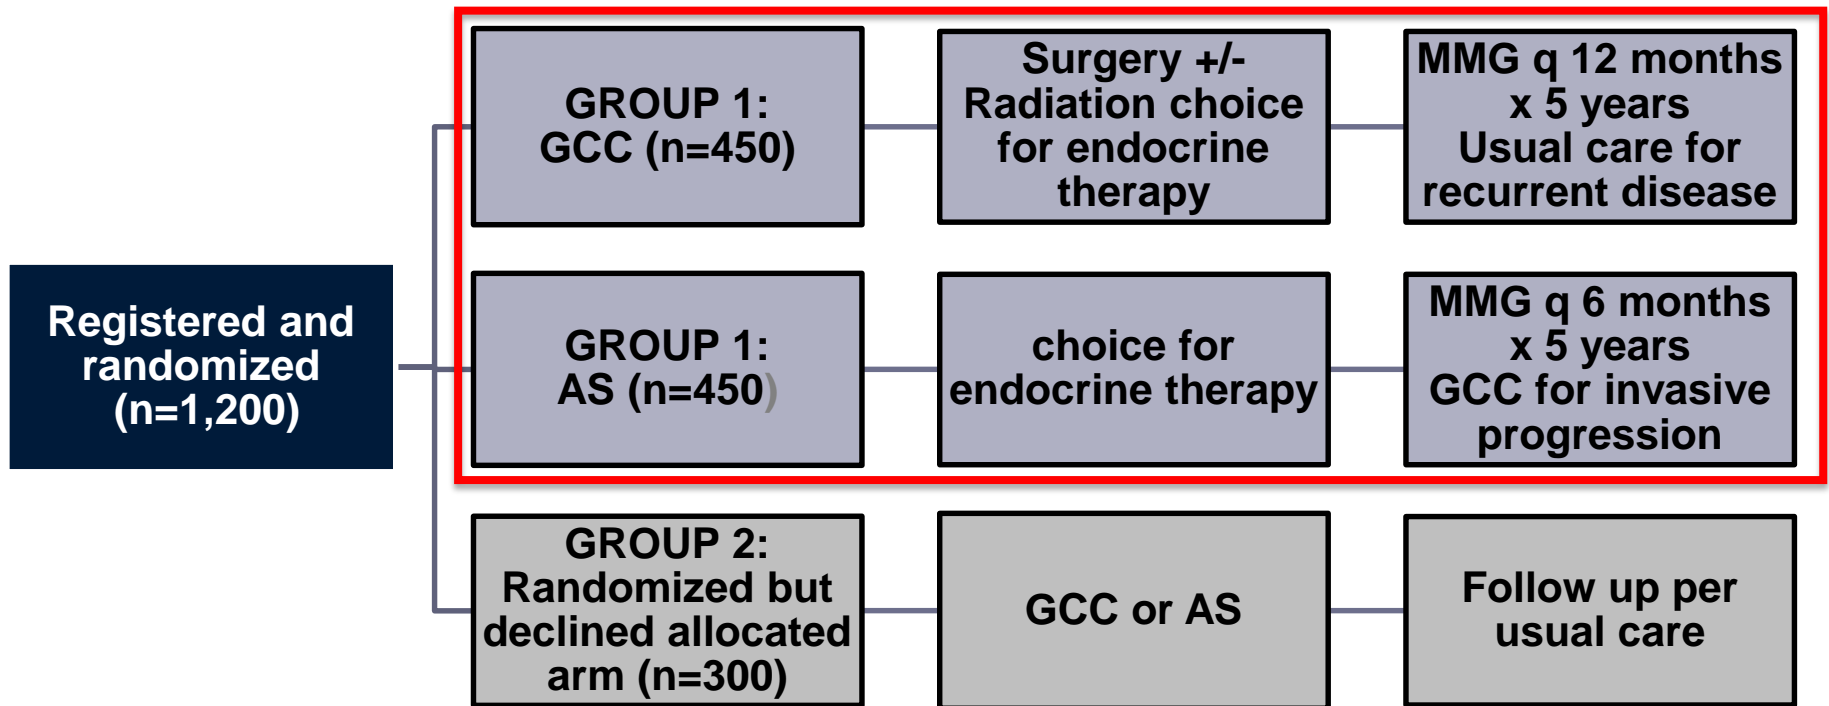 Registered and
randomized
(n=1,200)
GROUP 1:
GCC (n=450)
Surgery +/-
Radiation choice
for endocrine
therapy
MMG q 12 months
x 5 years
Usual care for
recurrent disease
GROUP 1:
AS (n=450)
choice for
endocrine therapy
MMG q 6 months
x 5 years
GCC for invasive
progression
GROUP 2:
Randomized but
declined allocated
arm (n=300)
GCC or AS
Follow up per
usual care